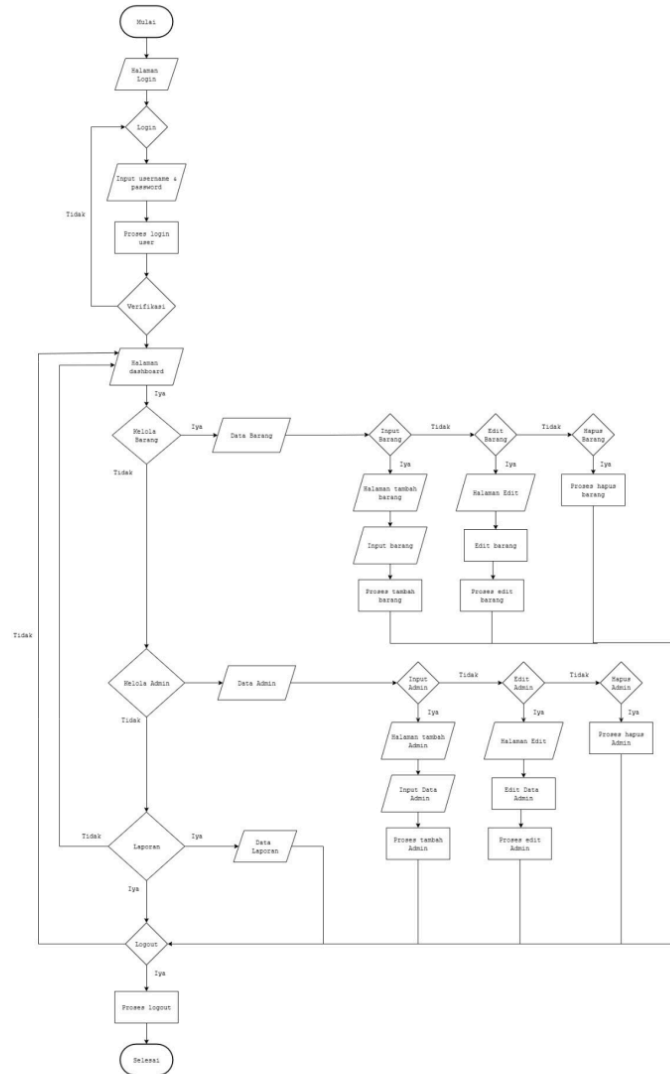 Mulai
Halaman
Login
Login
Input username &
password
Tidak
Proses login
user
Verifikasi
Halaman
dashboard
Iya
Kelola
Barang
Iya
Data Barang
Input
Barang
Tidak
Edit
Barang
Tidak
Hapus
Barang
Tidak
Iya
Iya
Iya
Halaman tambah
barang
Halaman Edit
Proses hapus
barang
Input barang
Edit barang
Proses tambah
barang
Proses edit
barang
Tidak
Kelola Admin
Data Admin
Input
Admin
Tidak
Edit
Admin
Tidak
Hapus
Admin
Tidak
Iya
Iya
Iya
Halaman tambah
Admin
Halaman Edit
Proses hapus
Admin
Input Data
Admin
Edit Data
Admin
Proses tambah
Admin
Proses edit
Admin
Tidak
Laporan
Iya
Data
Laporan
Iya
Logout
Iya
Proses logout
Selesai